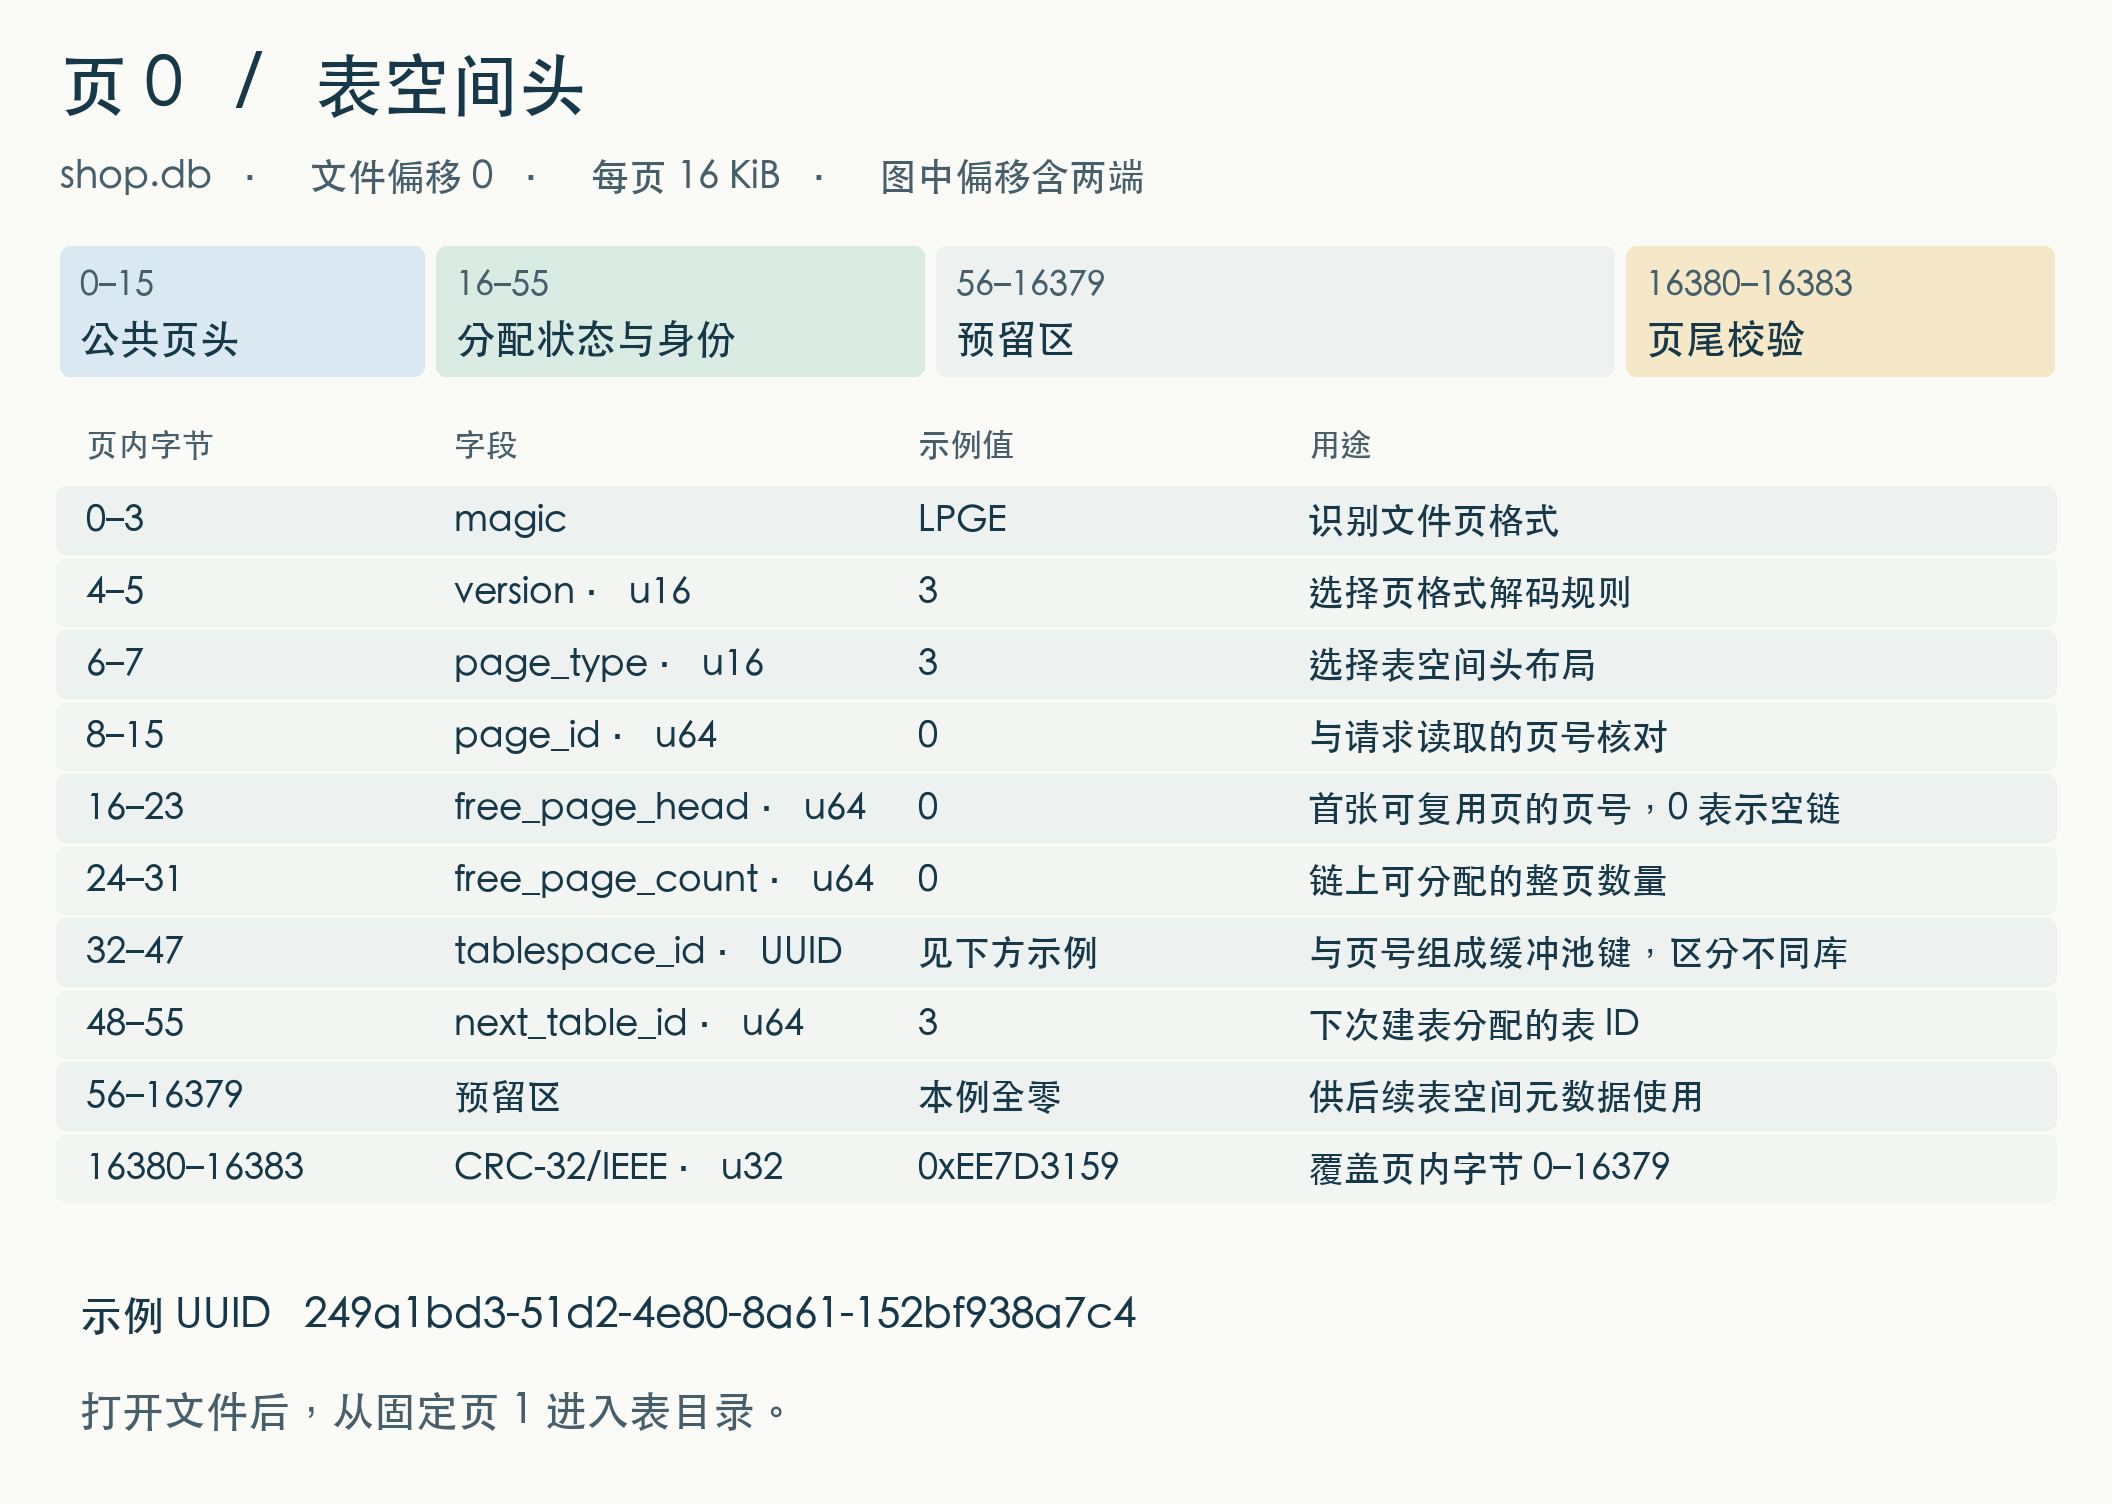 页 0 / 表空间头
shop.db · 文件偏移 0 · 每页 16 KiB · 图中偏移含两端
0–15 16–55 56–16379 16380–16383
公共页头 分配状态与身份 预留区 页尾校验
页内字节 字段 示例值 用途
0–3 magic LPGE 识别文件页格式
4–5 version · u16 3 选择页格式解码规则
6–7 page_type · u16 3 选择表空间头布局
8–15 page_id · u64 0 与请求读取的页号核对
16–23 free_page_head · u64 0 首张可复用页的页号，0 表示空链
24–31 free_page_count · u64 0 链上可分配的整页数量
32–47 tablespace_id · UUID 见下方示例 与页号组成缓冲池键，区分不同库
48–55 next_table_id · u64 3 下次建表分配的表 ID
56–16379 预留区 本例全零 供后续表空间元数据使用
16380–16383 CRC-32/IEEE · u32 0xEE7D3159 覆盖页内字节 0–16379
示例 UUID 249a1bd3-51d2-4e80-8a61-152bf938a7c4
打开文件后，从固定页 1 进入表目录。